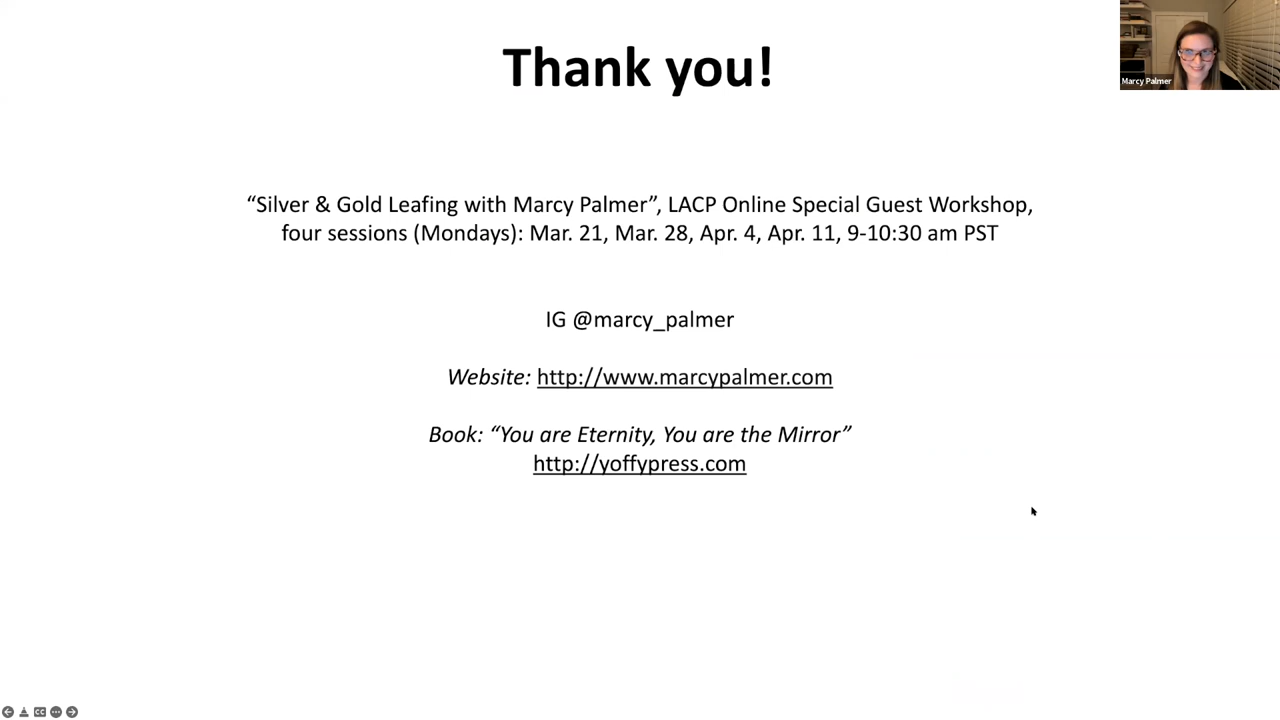 Thank you!
Marcy Palmer
“Silver & Gold Leafing with Marcy Palmer”, LACP Online Special Guest Workshop,
four sessions (Mondays): Mar. 21, Mar. 28, Apr. 4, Apr. 11, 9-10:30 am PST
IG @marcy_palmer
Website: http://www.marcypalmer.com
Book: “You are Eternity, You are the Mirror”
http://yoffypress.com